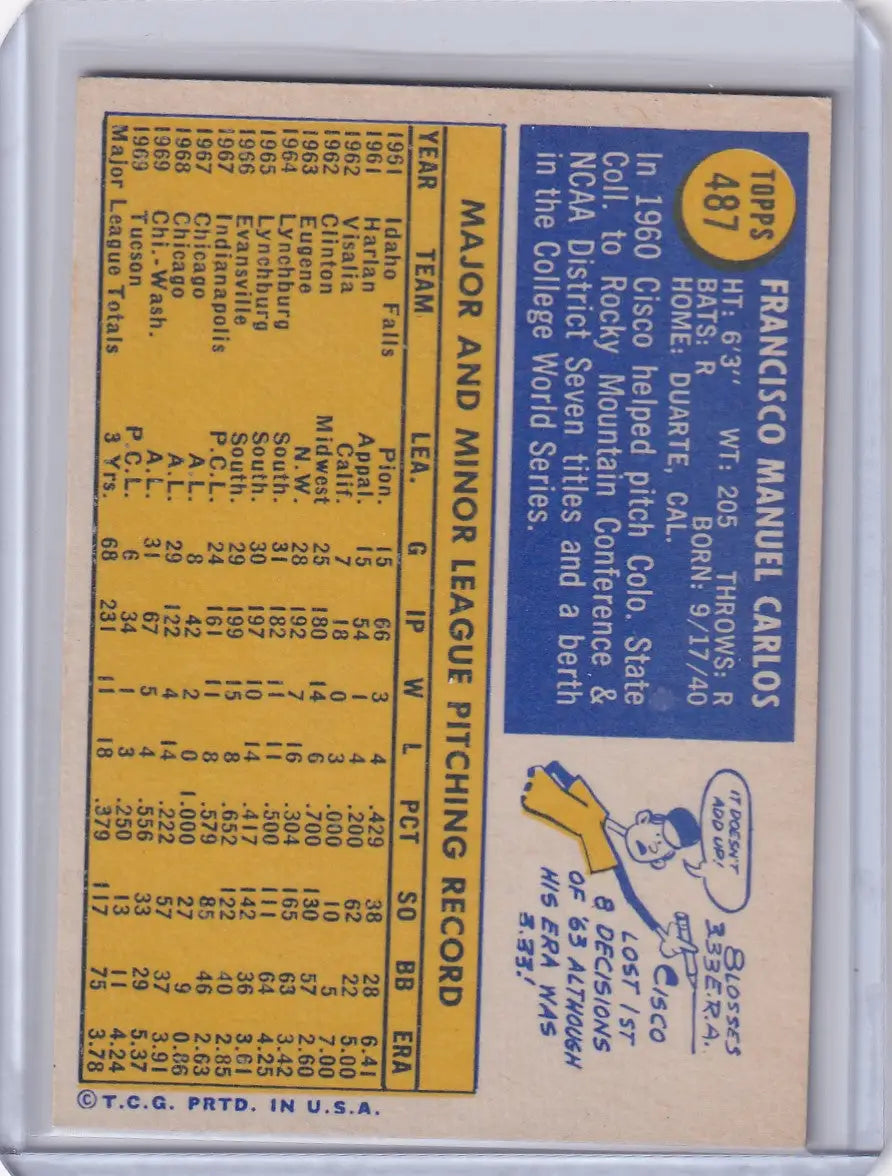 TOPPS
487
FRANCISCO MANUEL CARLOS
HT: 6'3" WT: 205 THROWS: R
BATS: R BORN: 9/17/40
HOME: DUARTE, CAL.
In 1960 Cisco helped pitch Colo. State
Coll. to Rocky Mountain Conference &
NCAA District Seven titles and a berth
in the College World Series.
IT DOESN'T
ADD UP!
8 LOSSES
3.33 E.R.A.
CISCO
LOST 1ST
8 DECISIONS
OF '63 ALTHOUGH
HIS ERA WAS
3.33!
MAJOR AND MINOR LEAGUE PITCHING RECORD
YEAR TEAM LEA. G IP W L PCT SO BB ERA
1961 Idaho Falls Pion. 15 66 3 4 .429 38 28 6.41
1961 Harlan Appal. 15 54 1 4 .200 62 22 5.00
1962 Visalia Calif. 7 18 0 3 .000 10 5 7.00
1962 Clinton Midwest 25 180 14 6 .700 130 57 2.60
1963 Eugene N.W. 28 192 7 16 .304 165 63 3.42
1964 Lynchburg South. 31 182 11 11 .500 111 64 4.25
1965 Lynchburg South. 30 197 10 14 .417 142 36 3.61
1966 Evansville South. 29 199 15 8 .652 122 40 2.85
1967 Indianapolis P.C.L. 24 161 11 8 .579 85 46 2.63
1967 Chicago A.L. 8 42 2 0 1.000 27 9 0.86
1968 Chicago A.L. 29 122 4 14 .222 57 37 3.91
1969 Chi.-Wash. A.L. 31 67 5 4 .556 33 29 5.37
1969 Tucson P.C.L. 6 34 1 3 .250 13 11 4.24
Major League Totals 3 Yrs. 68 231 11 18 .379 117 75 3.78
© T.C.G. PRTD. IN U.S.A.